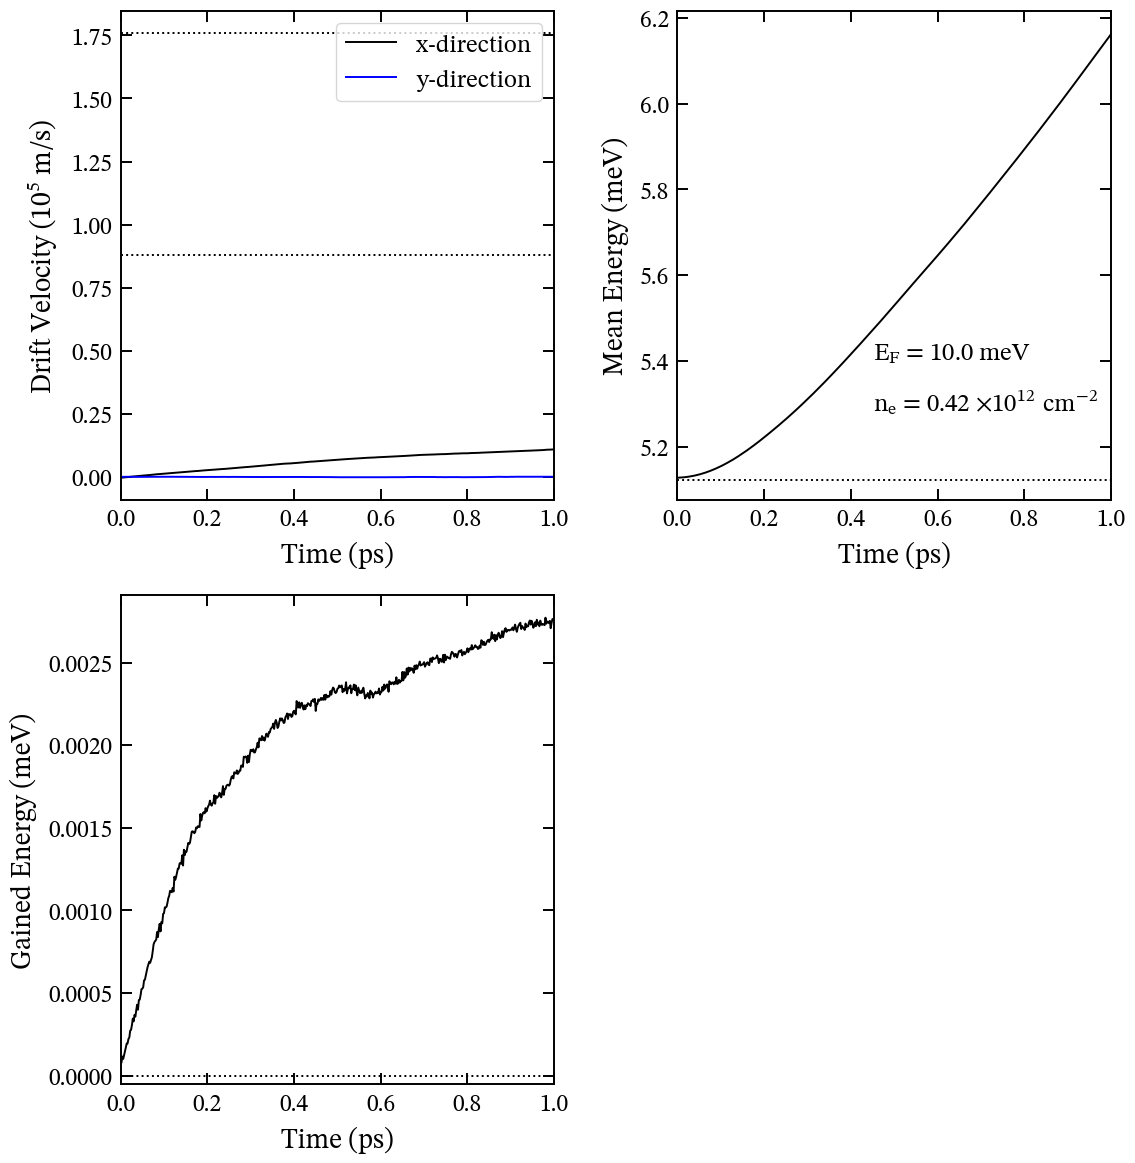 1.75
1.50
1.25
1.00
0.75
0.50
0.25
0.00
Drift Velocity (10⁵ m/s)
x-direction
y-direction
0.0 0.2 0.4 0.6 0.8 1.0
Time (ps)
6.2
6.0
5.8
5.6
5.4
5.2
Mean Energy (meV)
E_F = 10.0 meV
n_e = 0.42 ×10¹² cm⁻²
0.0 0.2 0.4 0.6 0.8 1.0
Time (ps)
0.0025
0.0020
0.0015
0.0010
0.0005
0.0000
Gained Energy (meV)
0.0 0.2 0.4 0.6 0.8 1.0
Time (ps)